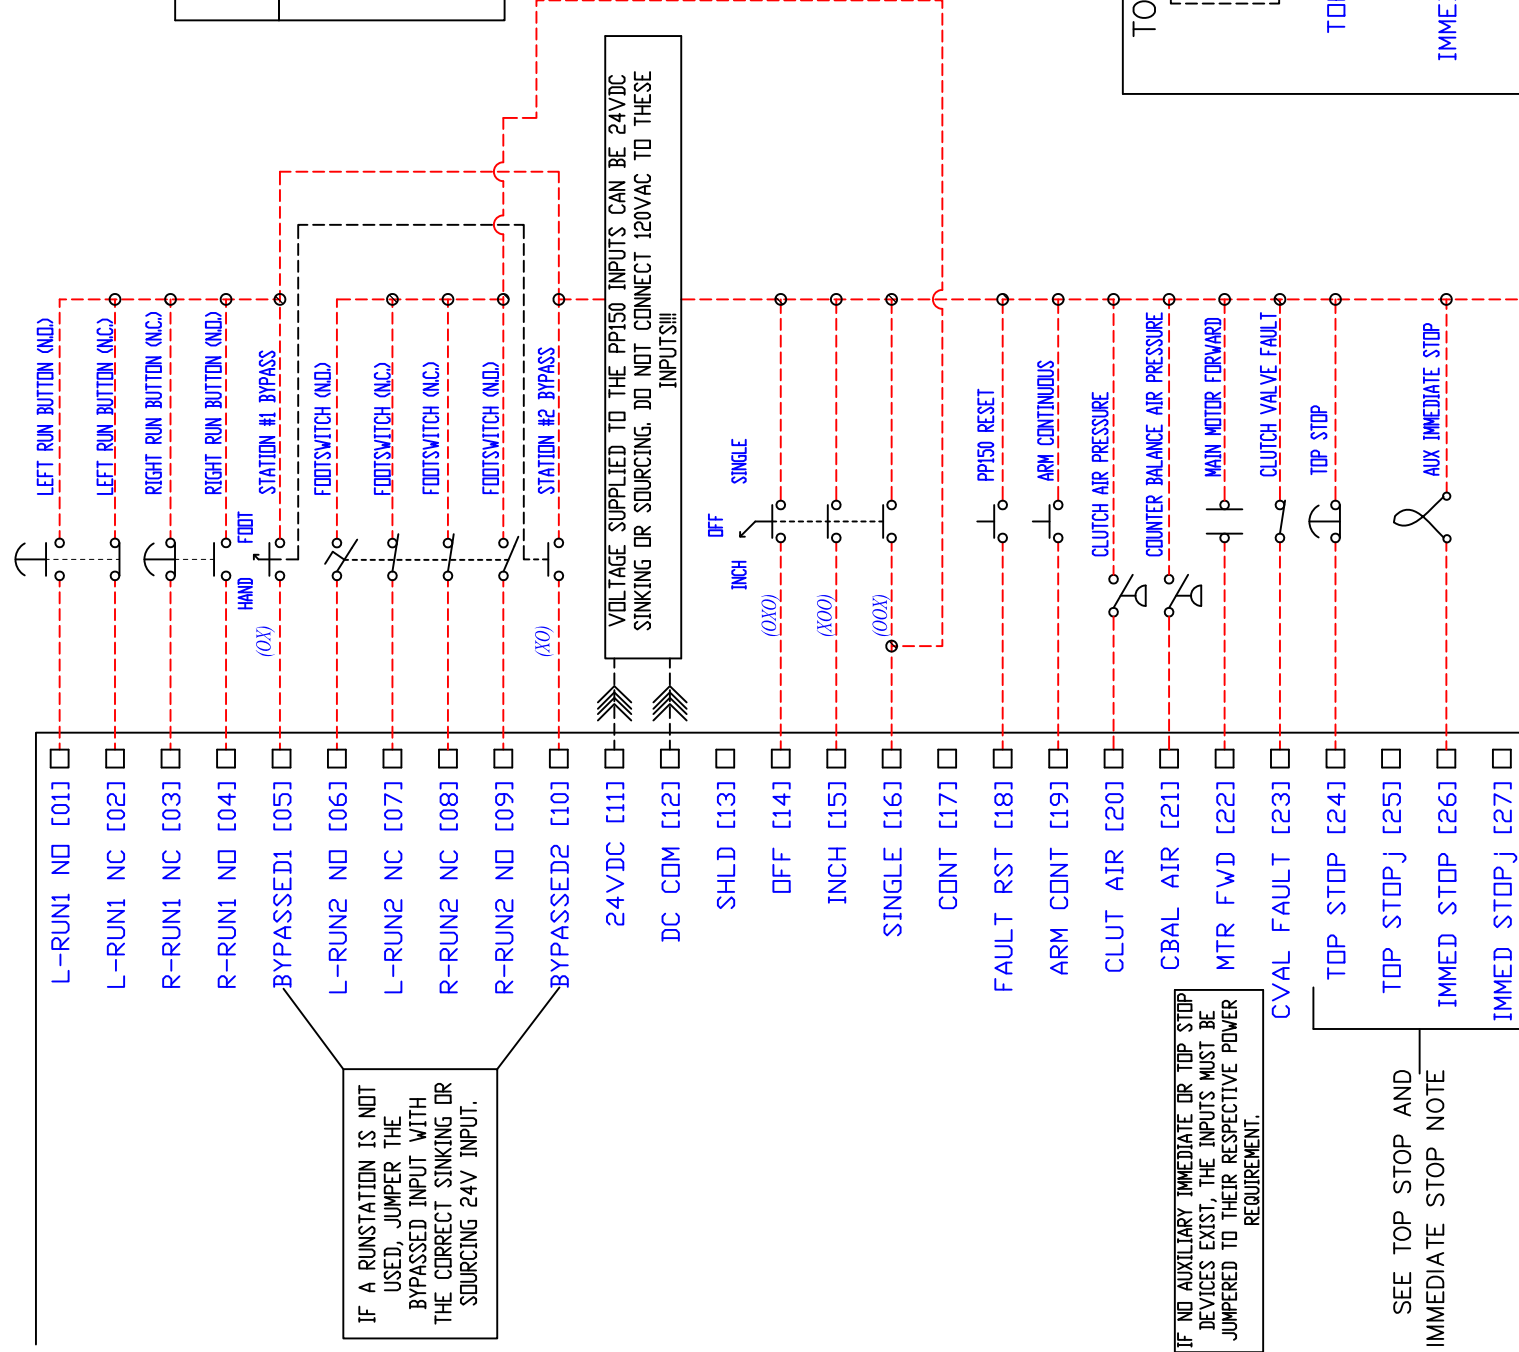 LEFT RUN BUTTON (N.O.)
LEFT RUN BUTTON (N.C.)
RIGHT RUN BUTTON (N.C.)
RIGHT RUN BUTTON (N.O.)
STATION #1 BYPASS
FOOTSWITCH (N.O.)
FOOTSWITCH (N.C.)
FOOTSWITCH (N.C.)
FOOTSWITCH (N.O.)
STATION #2 BYPASS
HAND
FOOT
(OX)
(XO)
VOLTAGE SUPPLIED TO THE PP150 INPUTS CAN BE 24VDC
SINKING OR SOURCING. DO NOT CONNECT 120VAC TO THESE
INPUTS!!!
INCH
OFF
SINGLE
(OXO)
(XOO)
(OOX)
PP150 RESET
ARM CONTINUOUS
CLUTCH AIR PRESSURE
COUNTER BALANCE AIR PRESSURE
MAIN MOTOR FORWARD
CLUTCH VALVE FAULT
TOP STOP
AUX IMMEDIATE STOP
L-RUN1 NO [01]
L-RUN1 NC [02]
R-RUN1 NC [03]
R-RUN1 NO [04]
BYPASSED1 [05]
L-RUN2 NO [06]
L-RUN2 NC [07]
R-RUN2 NC [08]
R-RUN2 NO [09]
BYPASSED2 [10]
24VDC [11]
DC COM [12]
SHLD [13]
OFF [14]
INCH [15]
SINGLE [16]
CONT [17]
FAULT RST [18]
ARM CONT [19]
CLUT AIR [20]
CBAL AIR [21]
MTR FWD [22]
CVAL FAULT [23]
TOP STOP [24]
TOP STOPj [25]
IMMED STOP [26]
IMMED STOPj [27]
IF A RUNSTATION IS NOT
USED, JUMPER THE
BYPASSED INPUT WITH
THE CORRECT SINKING OR
SOURCING 24V INPUT.
IF NO AUXILIARY IMMEDIATE OR TOP STOP
DEVICES EXIST, THE INPUTS MUST BE
JUMPERED TO THEIR RESPECTIVE POWER
REQUIREMENT.
SEE TOP STOP AND
IMMEDIATE STOP NOTE